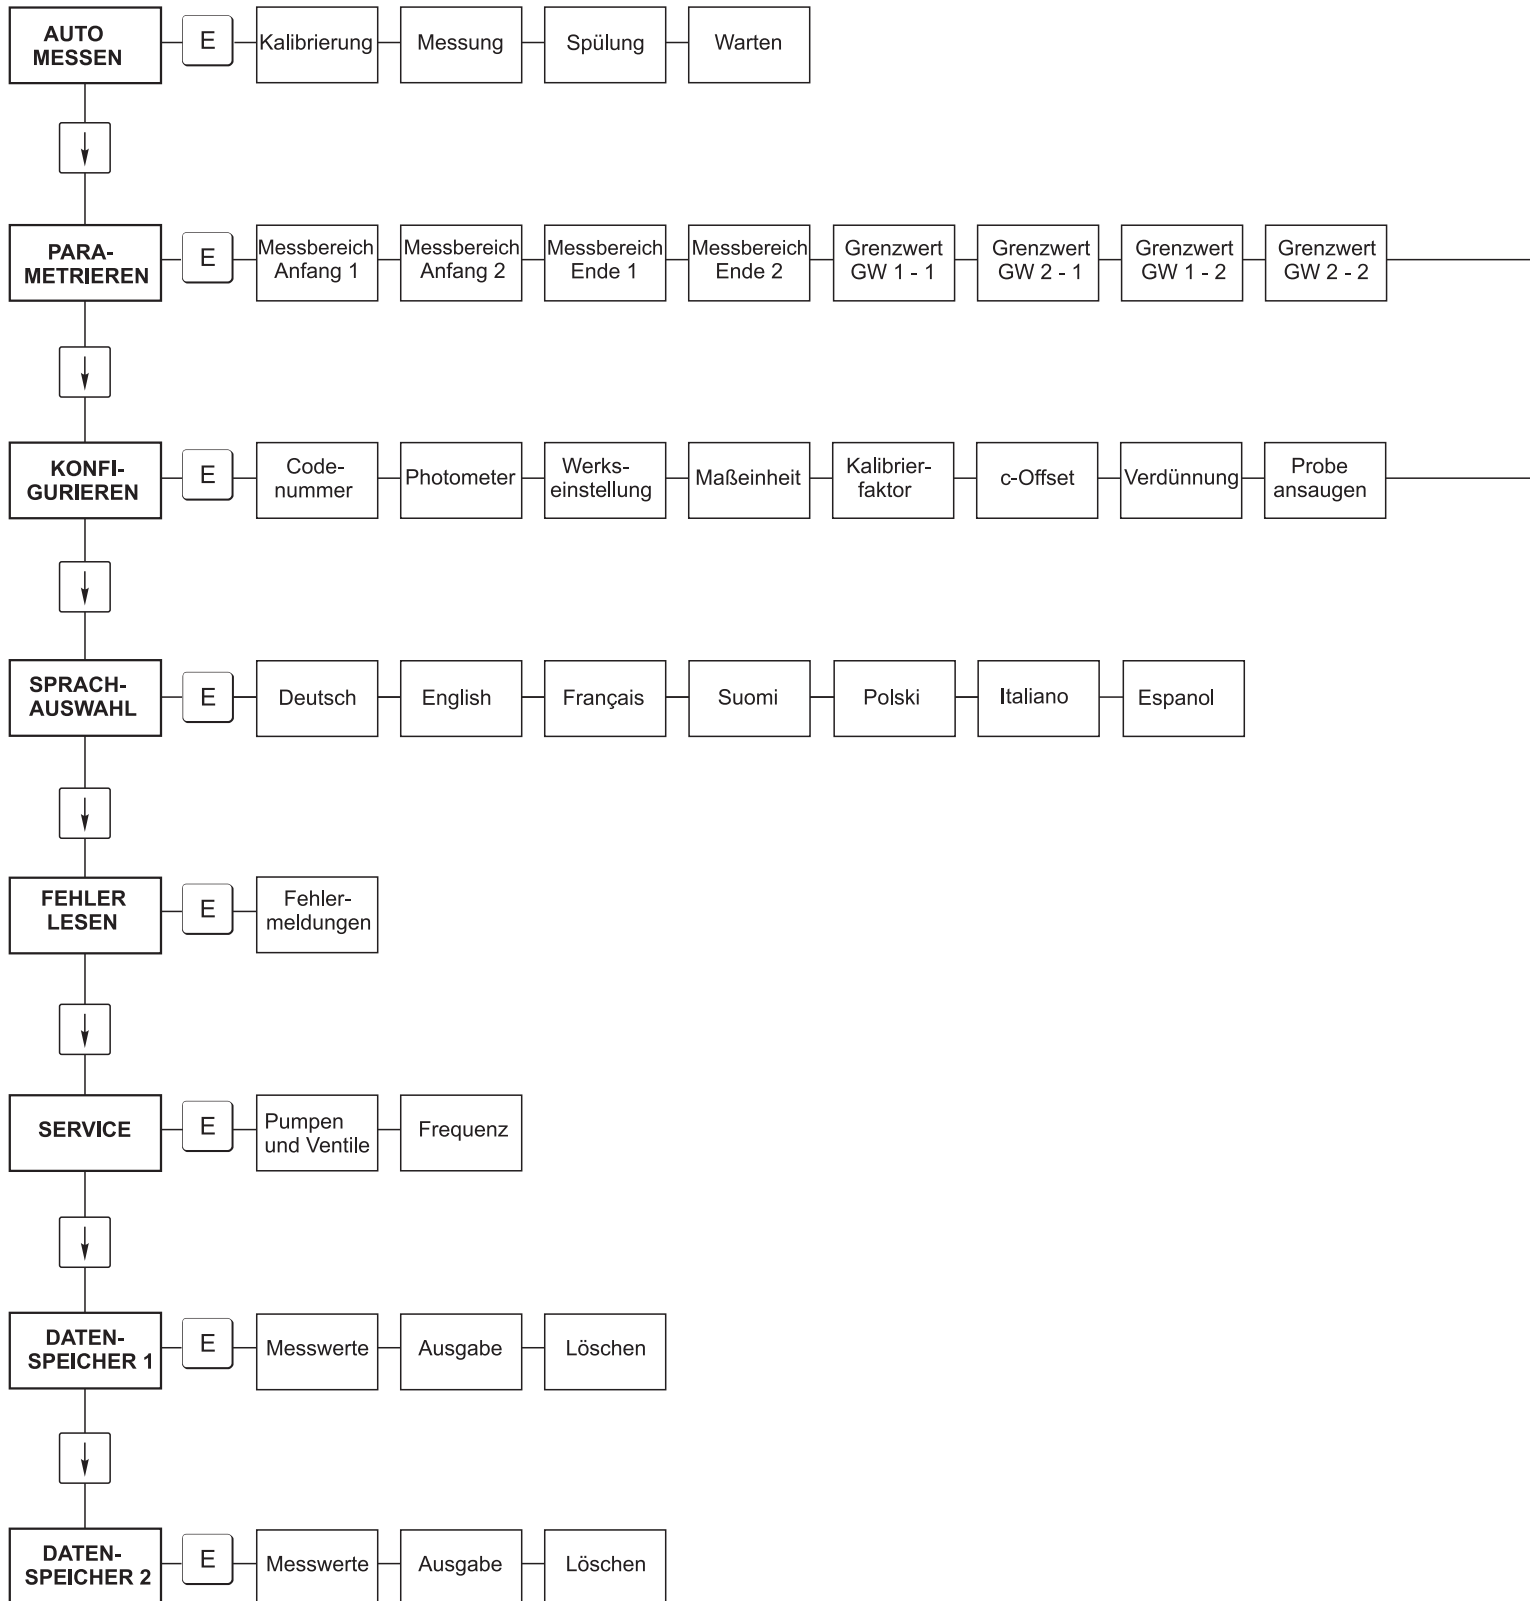 AUTO
MESSEN
E
Kalibrierung
Messung
Spülung
Warten
PARA-
METRIEREN
E
Messbereich
Anfang 1
Messbereich
Anfang 2
Messbereich
Ende 1
Messbereich
Ende 2
Grenzwert
GW 1 - 1
Grenzwert
GW 2 - 1
Grenzwert
GW 1 - 2
Grenzwert
GW 2 - 2
KONFI-
GURIEREN
E
Code-
nummer
Photometer
Werks-
einstellung
Maßeinheit
Kalibrier-
faktor
c-Offset
Verdünnung
Probe
ansaugen
SPRACH-
AUSWAHL
E
Deutsch
English
Français
Suomi
Polski
Italiano
Espanol
FEHLER
LESEN
E
Fehler-
meldungen
SERVICE
E
Pumpen
und Ventile
Frequenz
DATEN-
SPEICHER 1
E
Messwerte
Ausgabe
Löschen
DATEN-
SPEICHER 2
E
Messwerte
Ausgabe
Löschen